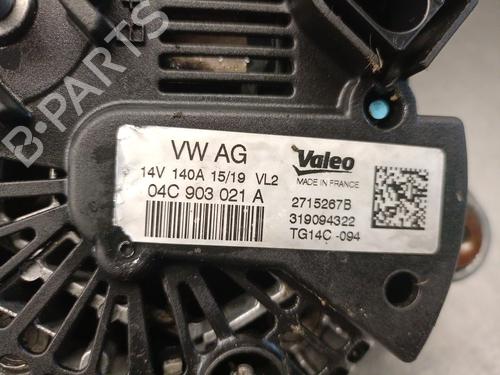 B-PARTS
VW AG
14V 140A 15/19 VL2
04C 903 021 A
Valeo
MADE IN FRANCE
2715267B
319094322
TG14C -094